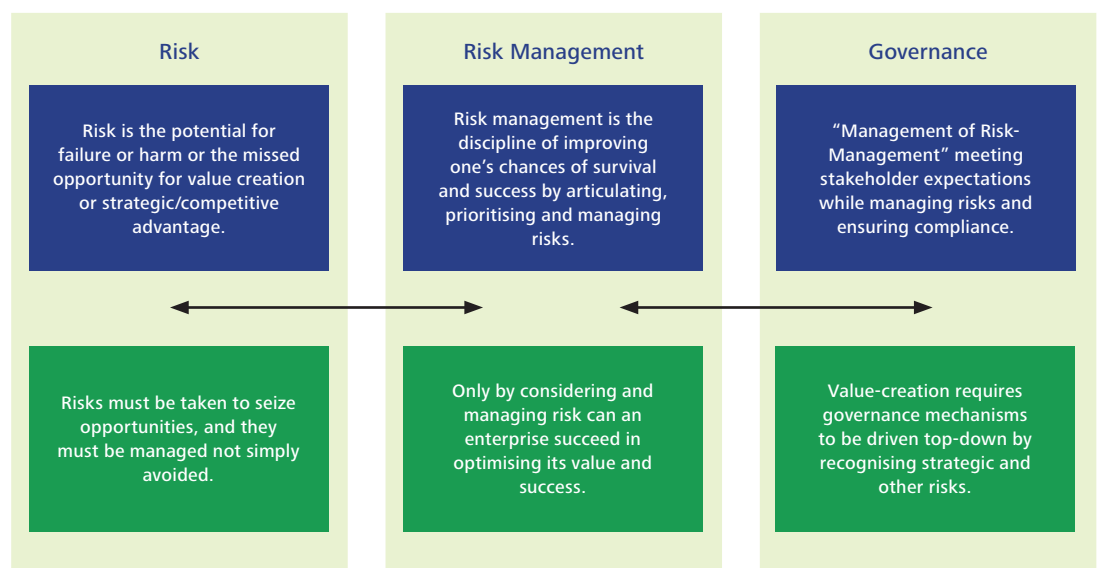 Risk
Risk is the potential for
failure or harm or the missed
opportunity for value creation
or strategic/competitive
advantage.
Risks must be taken to seize
opportunities, and they
must be managed not simply
avoided.
Risk Management
Risk management is the
discipline of improving
one’s chances of survival
and success by articulating,
prioritising and managing
risks.
Only by considering and
managing risk can an
enterprise succeed in
optimising its value and
success.
Governance
“Management of Risk-
Management” meeting
stakeholder expectations
while managing risks and
ensuring compliance.
Value-creation requires
governance mechanisms
to be driven top-down by
recognising strategic and
other risks.